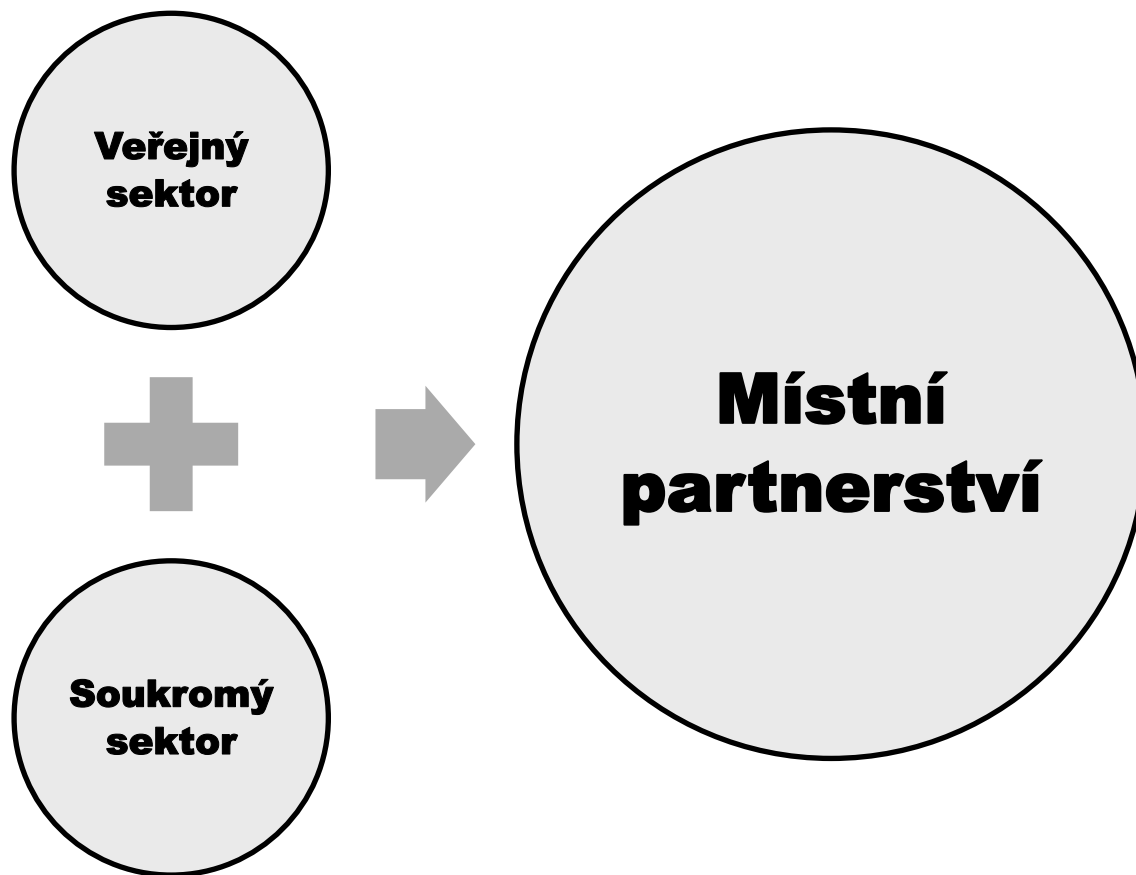 Veřejný
sektor
Soukromý
sektor
Místní
partnerství